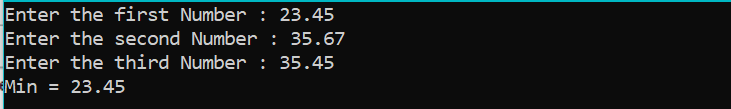 Enter the first Number : 23.45
Enter the second Number : 35.67
Enter the third Number : 35.45
Min = 23.45